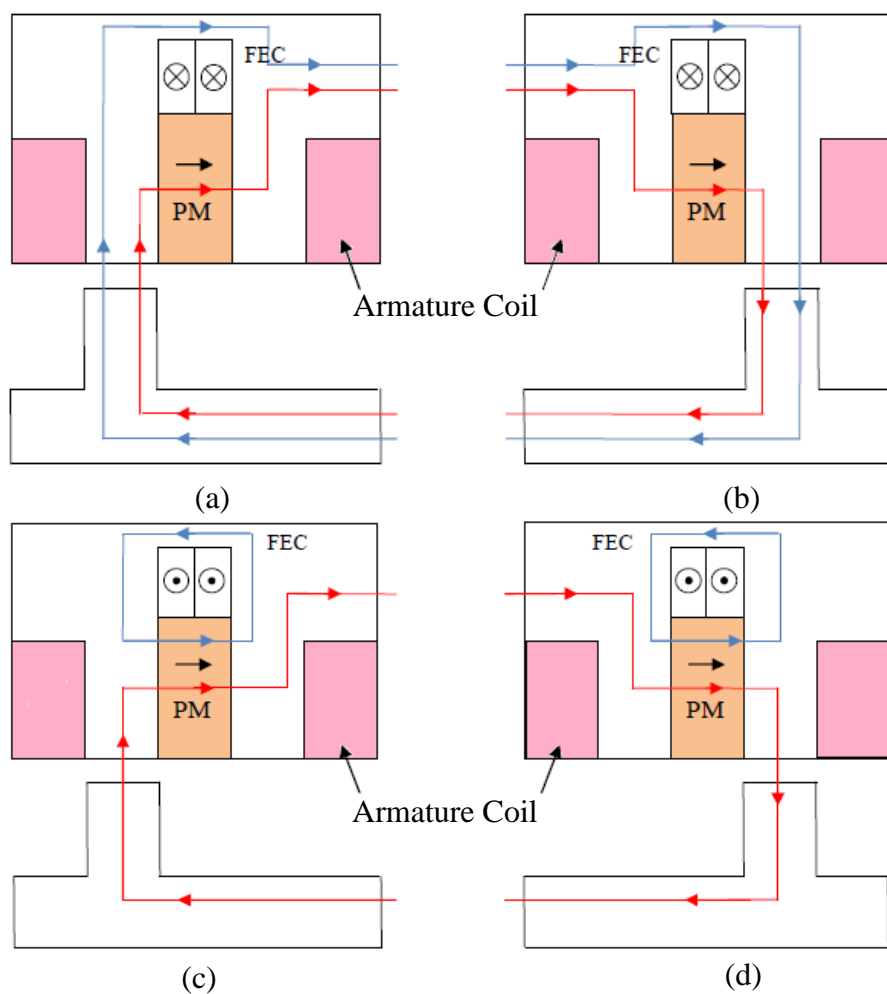 FEC
FEC
PM
PM
Armature Coil
(a)
(b)
FEC
FEC
PM
PM
Armature Coil
(c)
(d)